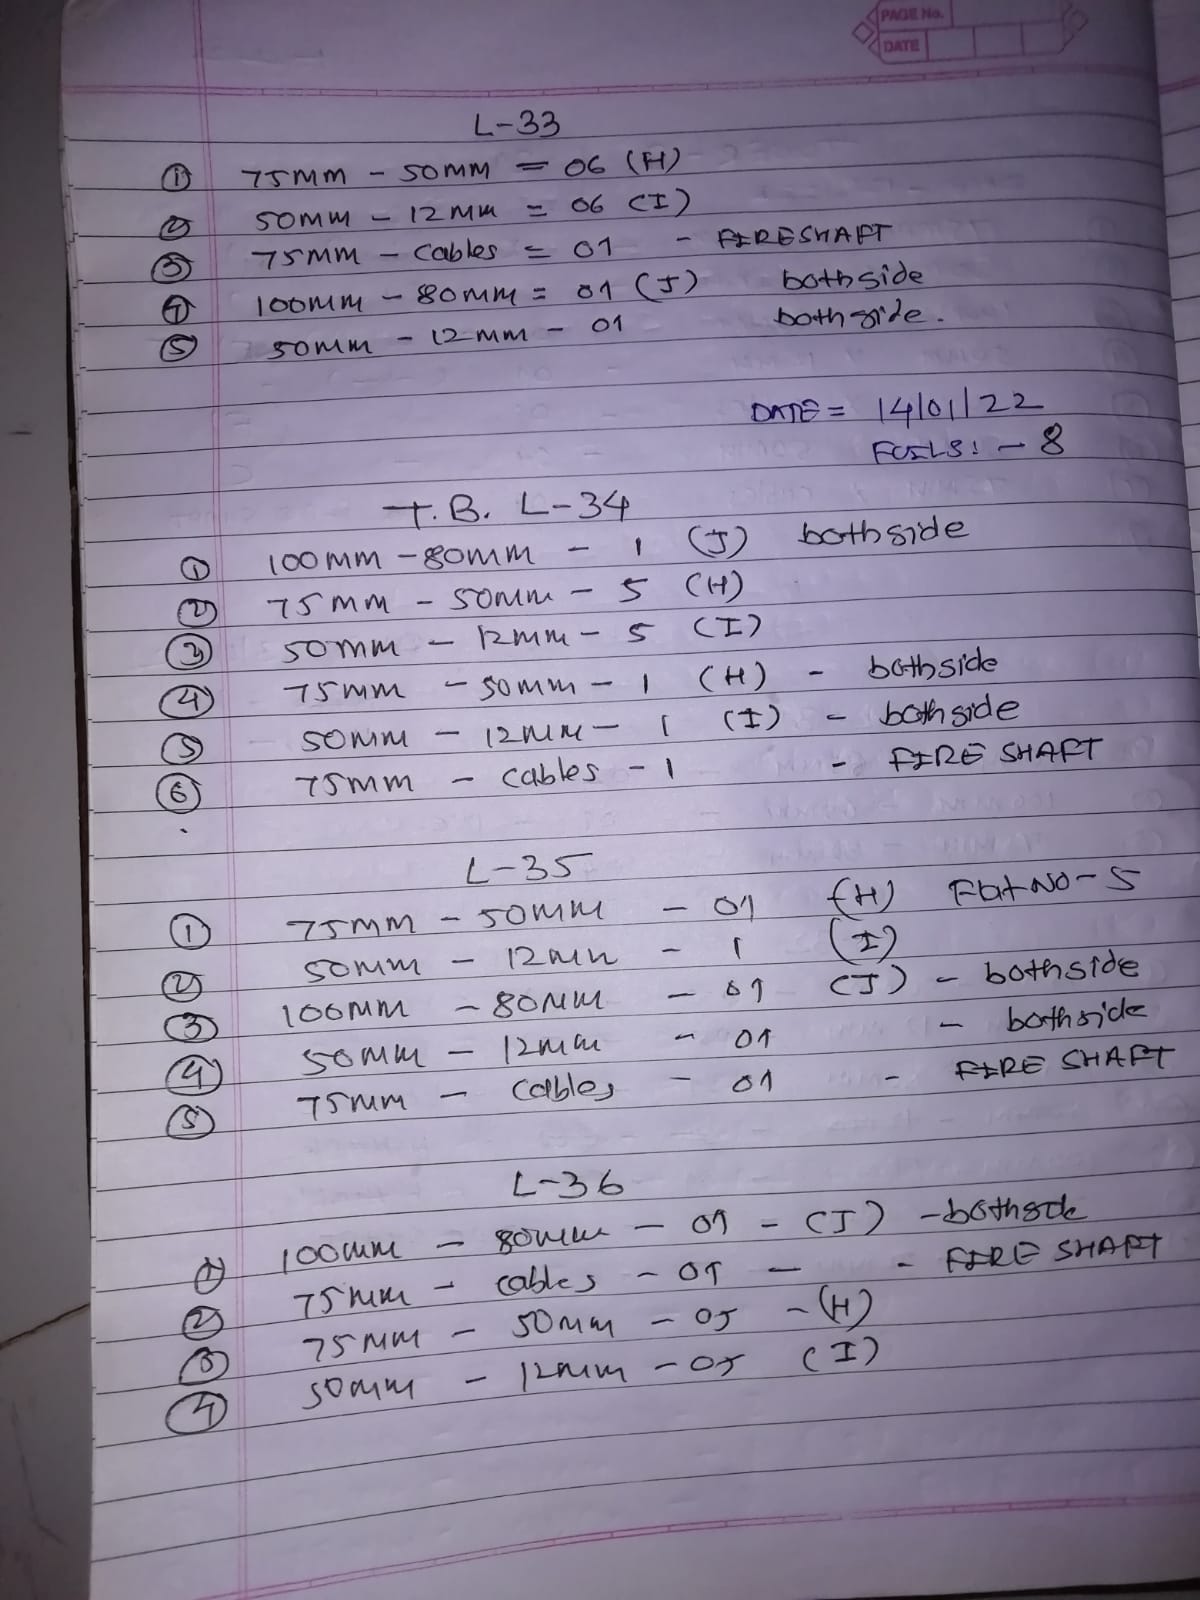 PAGE No.
DATE
L-33
① 75MM - 50MM = 06 (H)
② 50MM - 12MM = 06 (I)
③ 75MM - Cables = 01 - FIRESHAFT
④ 100MM - 80MM = 01 (J) bothside
⑤ 50MM - 12MM - 01 bothside.
DATE = 14/01/22
FOILS: - 8
T.B. L-34
① 100MM - 80MM - 1 (J) bothside
② 75MM - 50MM - 5 (H)
③ 50MM - 12MM - 5 (I)
④ 75MM - 50MM - 1 (H) - bothside
⑤ 50MM - 12MM - 1 (I) - bothside
⑥ 75MM - cables - 1 - FIRE SHAFT
L-35
① 75MM - 50MM - 01 (H) Flat NO - 5
② 50MM - 12MM - 1 (I)
③ 100MM - 80MM - 01 (J) - bothside
④ 50MM - 12MM - 01 - bothside
⑤ 75MM - cables - 01 - FIRE SHAFT
L-36
① 100MM - 80MM - 01 - (J) - bothside
② 75MM - cables - 01 - - FIRE SHAFT
③ 75MM - 50MM - 05 - (H)
④ 50MM - 12MM - 05 (I)